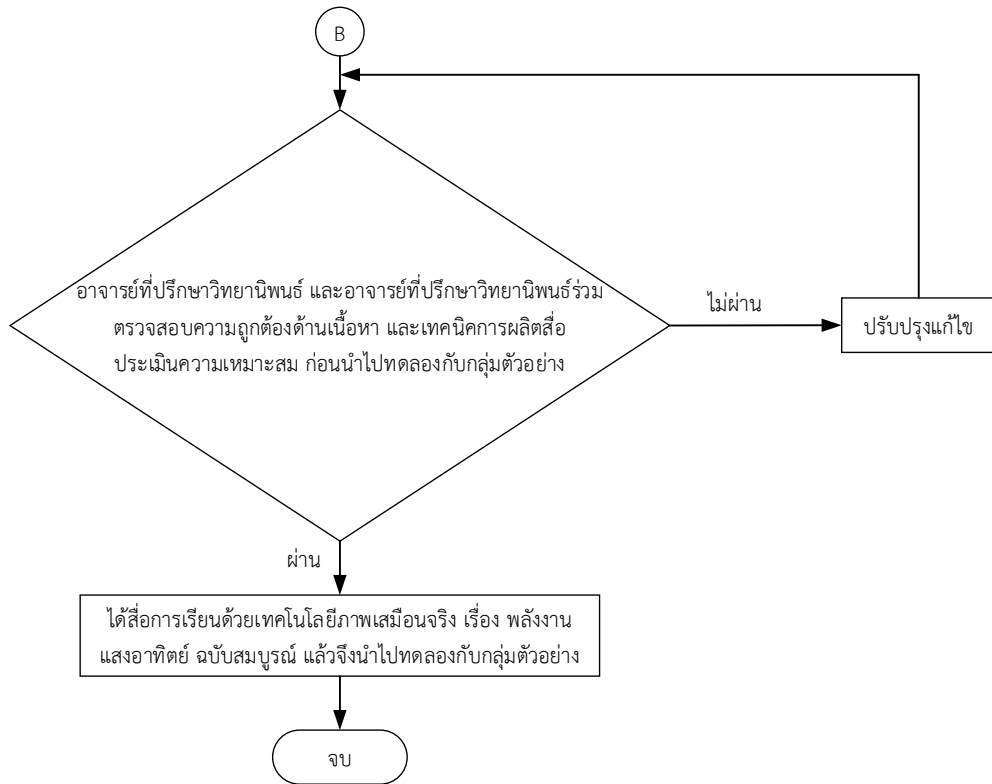 B
อาจารย์ที่ปรึกษาวิทยานิพนธ์ และอาจารย์ที่ปรึกษาวิทยานิพนธ์ร่วม
ตรวจสอบความถูกต้องด้านเนื้อหา และเทคนิคการผลิตสื่อ
ประเมินความเหมาะสม ก่อนนำไปทดลองกับกลุ่มตัวอย่าง
ไม่ผ่าน
ปรับปรุงแก้ไข
ผ่าน
ได้สื่อการเรียนด้วยเทคโนโลยีภาพเสมือนจริง เรื่อง พลังงาน
แสงอาทิตย์ ฉบับสมบูรณ์ แล้วจึงนำไปทดลองกับกลุ่มตัวอย่าง
จบ